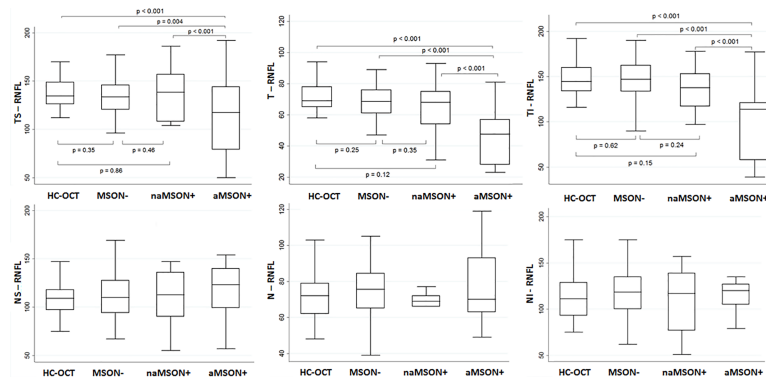 p < 0.001
p = 0.004
p < 0.001
TS – RNFL
200
150
100
50
p = 0.35
p = 0.46
p = 0.86
HC-OCT MSON- naMSON+ aMSON+
p < 0.001
p < 0.001
p < 0.001
T – RNFL
120
100
80
60
40
20
p = 0.25
p = 0.35
p = 0.12
HC-OCT MSON- naMSON+ aMSON+
p < 0.001
p < 0.001
p < 0.001
TI - RNFL
200
150
100
50
p = 0.62
p = 0.24
p = 0.15
HC-OCT MSON- naMSON+ aMSON+
NS – RNFL
200
150
100
50
HC-OCT MSON- naMSON+ aMSON+
N – RNFL
120
100
80
60
40
HC-OCT MSON- naMSON+ aMSON+
NI - RNFL
200
150
100
50
HC-OCT MSON- naMSON+ aMSON+